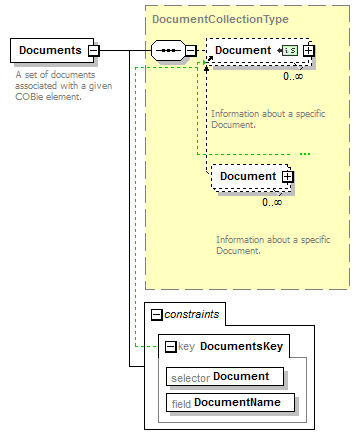 DocumentCollectionType
Documents
A set of documents
associated with a given
COBie element.
Document
is
0..∞
Information about a specific
Document.
Document
0..∞
Information about a specific
Document.
constraints
key DocumentsKey
selector Document
field DocumentName